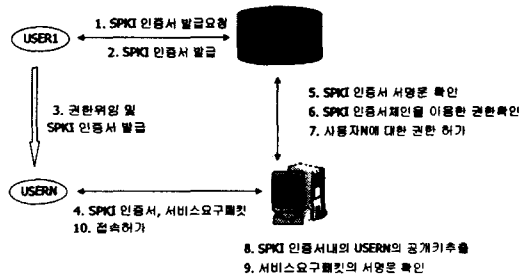 1. SPKI 인증서 발급요청
USER1
2. SPKI 인증서 발급
3. 권한위임 및
SPKI 인증서 발급
5. SPKI 인증서 서명문 확인
6. SPKI 인증서체인을 이용한 권한확인
7. 사용자N에 대한 권한 허가
USERN
4. SPKI 인증서, 서비스요구패킷
10. 접속허가
8. SPKI 인증서내의 USERN의 공개키추출
9. 서비스요구패킷의 서명문 확인